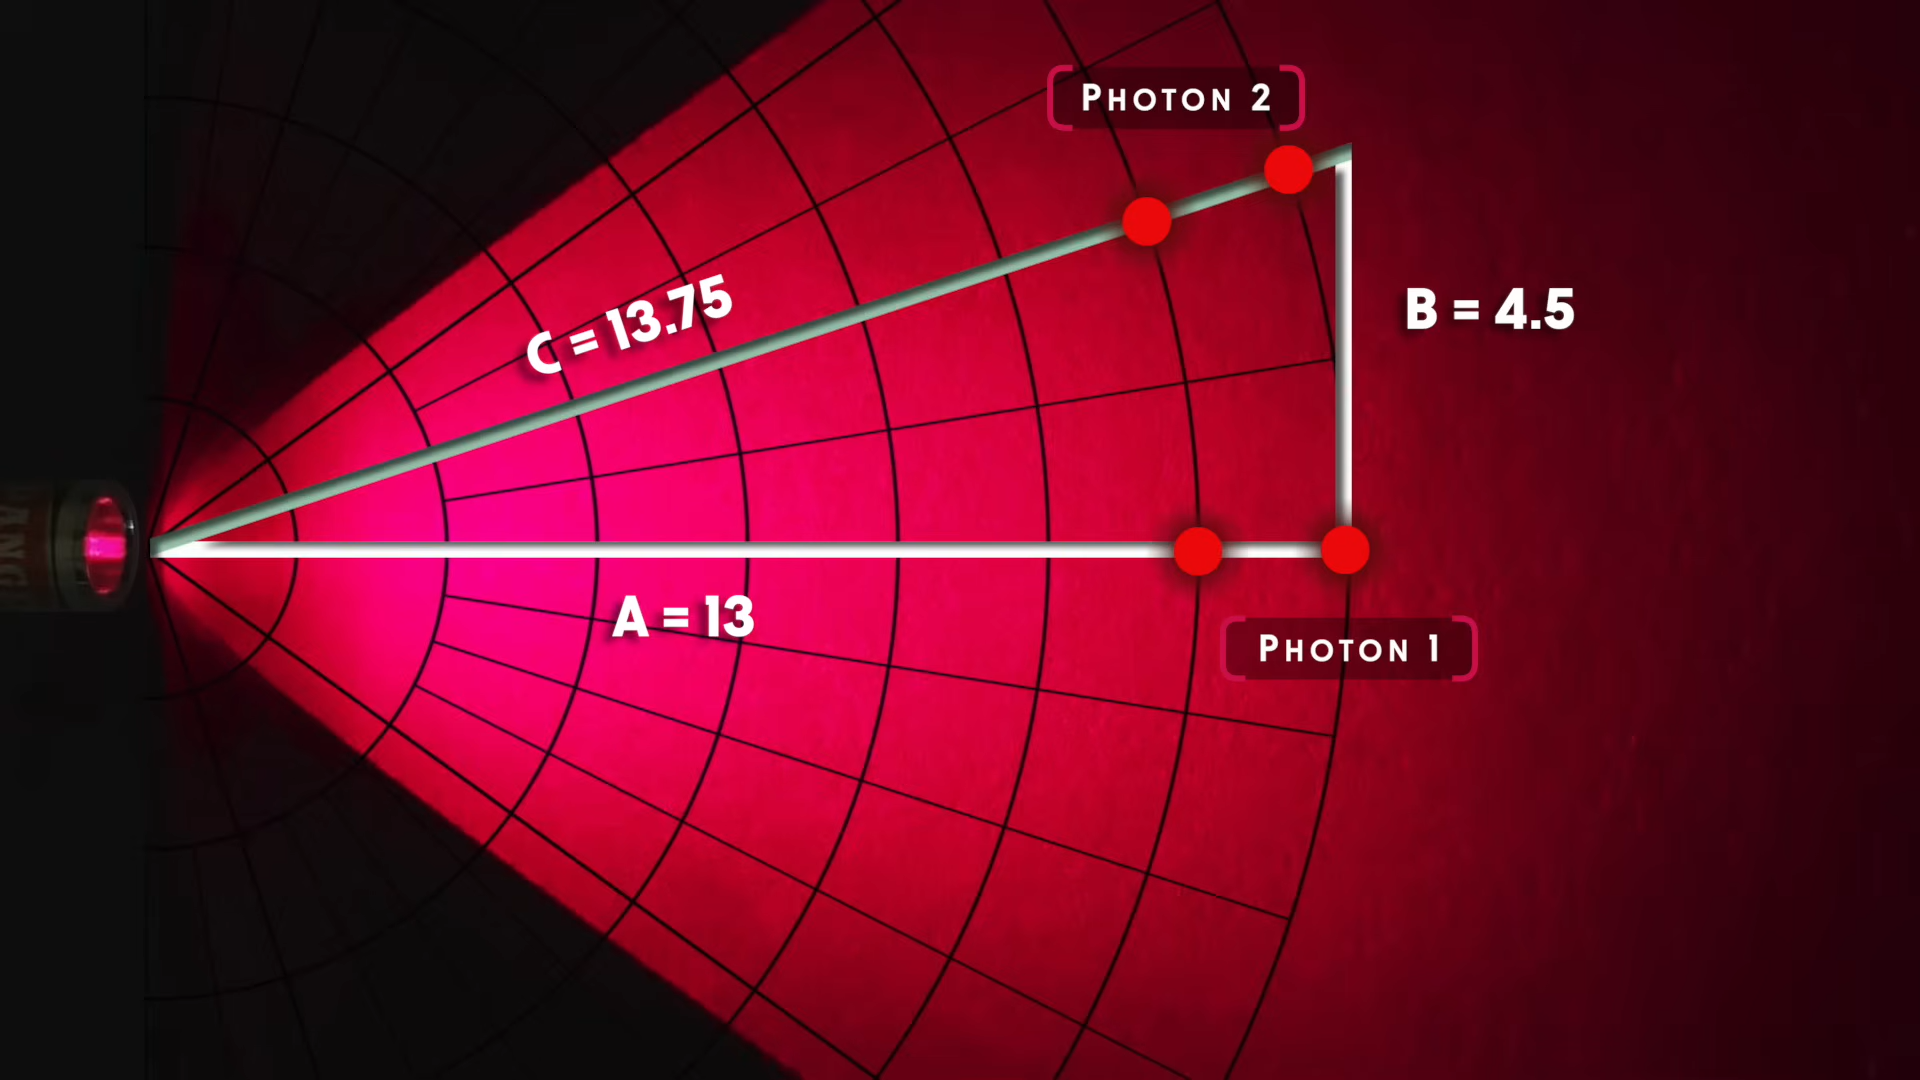 PHOTON 2
C = 13.75
B = 4.5
A = 13
PHOTON 1